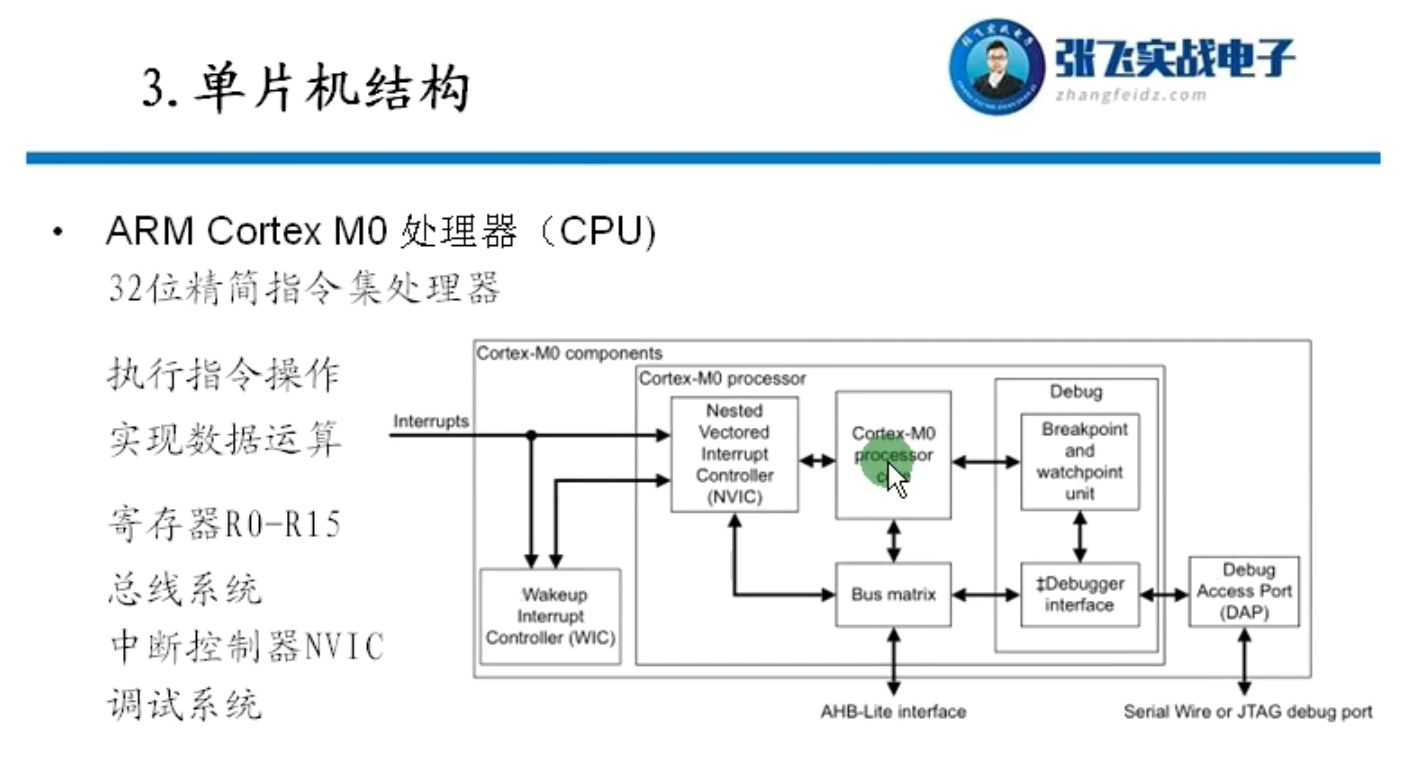 3.单片机结构
张飞实战电子
zhangfeidz.com
• ARM Cortex M0 处理器（CPU)
32位精简指令集处理器
执行指令操作
实现数据运算
寄存器R0-R15
总线系统
中断控制器NVIC
调试系统
Cortex-M0 components
Cortex-M0 processor
Interrupts
Nested
Vectored
Interrupt
Controller
(NVIC)
Cortex-M0
processor
Debug
Breakpoint
and
watchpoint
unit
Wakeup
Interrupt
Controller (WIC)
Bus matrix
‡Debugger
interface
Debug
Access Port
(DAP)
AHB-Lite interface
Serial Wire or JTAG debug port